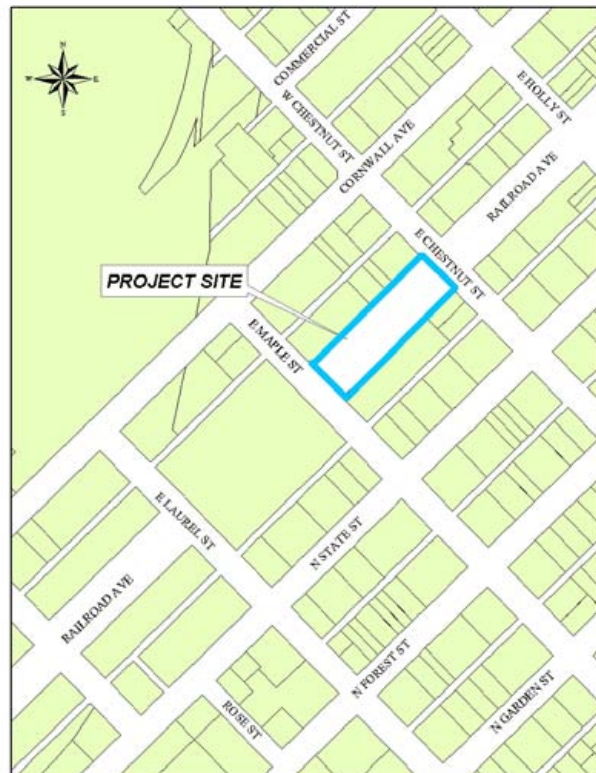 COMMERCIAL ST
N
W E
S
E HOLLY ST
W CHESTNUT ST
CORNWALL AVE
RAILROAD AVE
E CHESTNUT ST
PROJECT SITE
E MAPLE ST
E LAUREL ST
N STATE ST
RAILROAD AVE
N FOREST ST
ROSE ST
N GARDEN ST